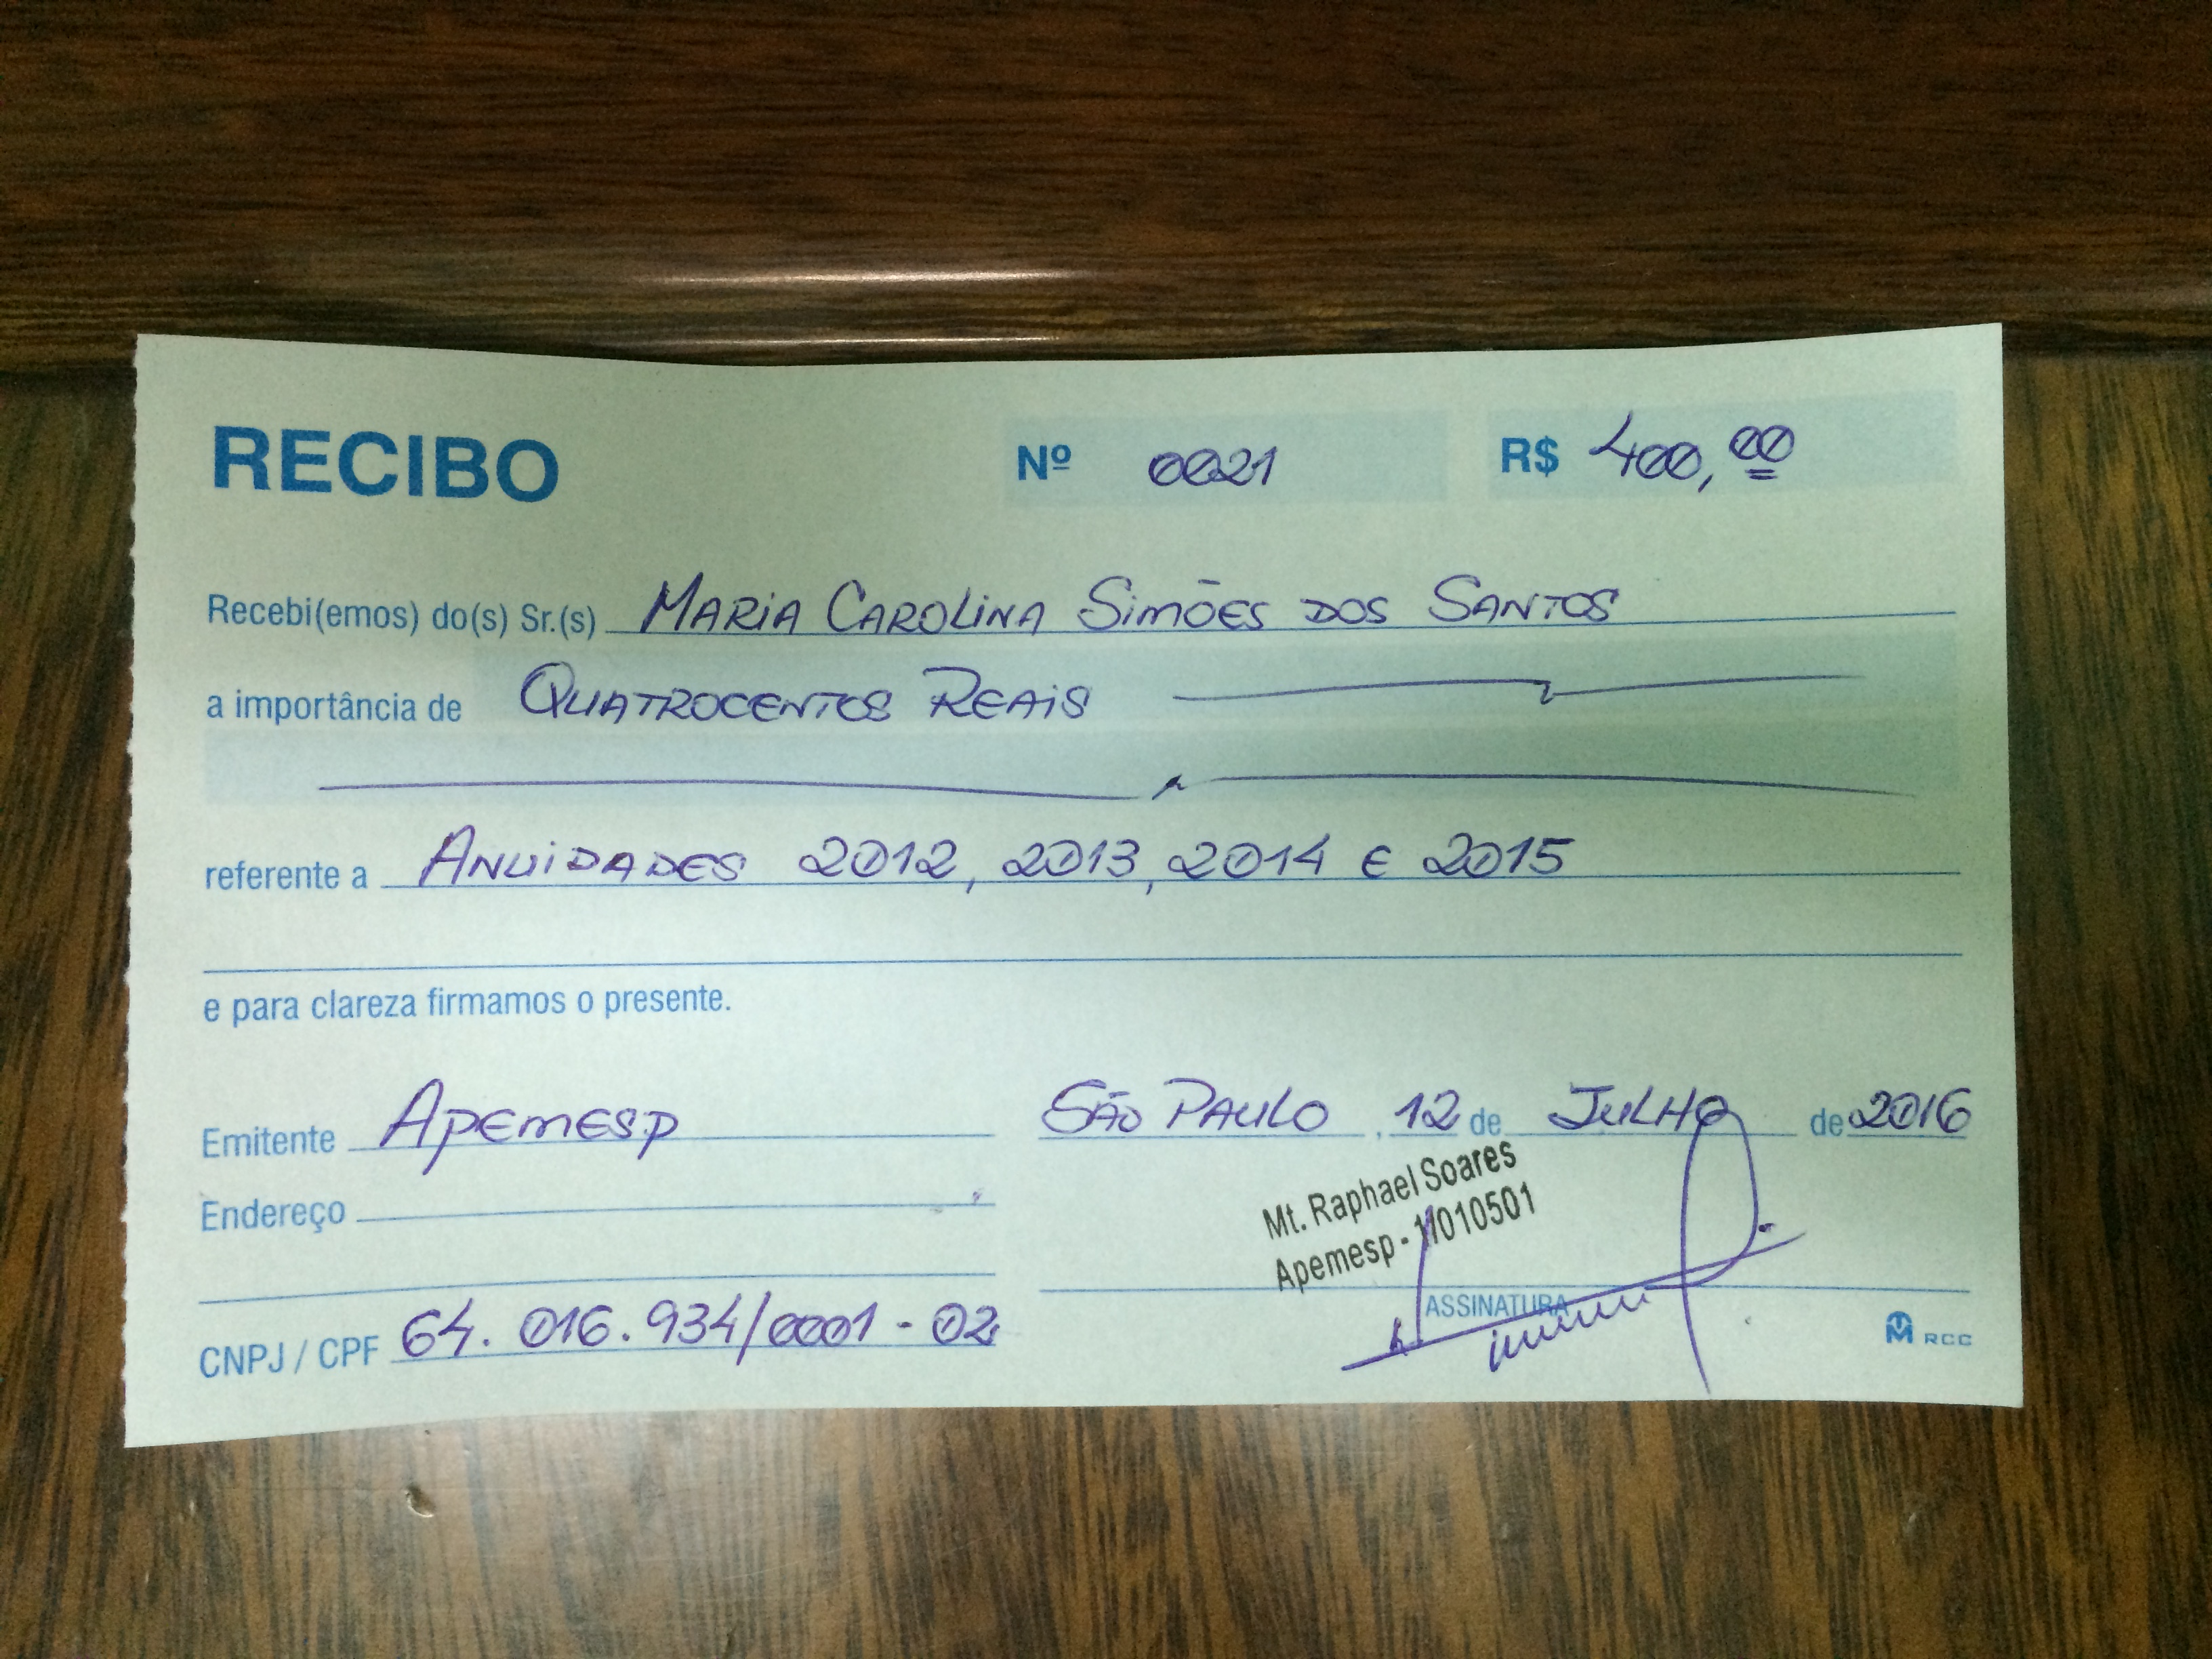 RECIBO Nº 0021 R$ 400,00
Recebi(emos) do(s) Sr.(s) MARIA CAROLINA SIMÕES DOS SANTOS
a importância de QUATROCENTOS REAIS
referente a ANUIDADES 2012, 2013, 2014 E 2015
e para clareza firmamos o presente.
Emitente APEMESP SÃO PAULO, 12 de JULHO de 2016
Endereço
Mt. Raphael Soares
Apemesp - 1/010501
ASSINATURA
CNPJ / CPF 64.016.934/0001-02
RCC